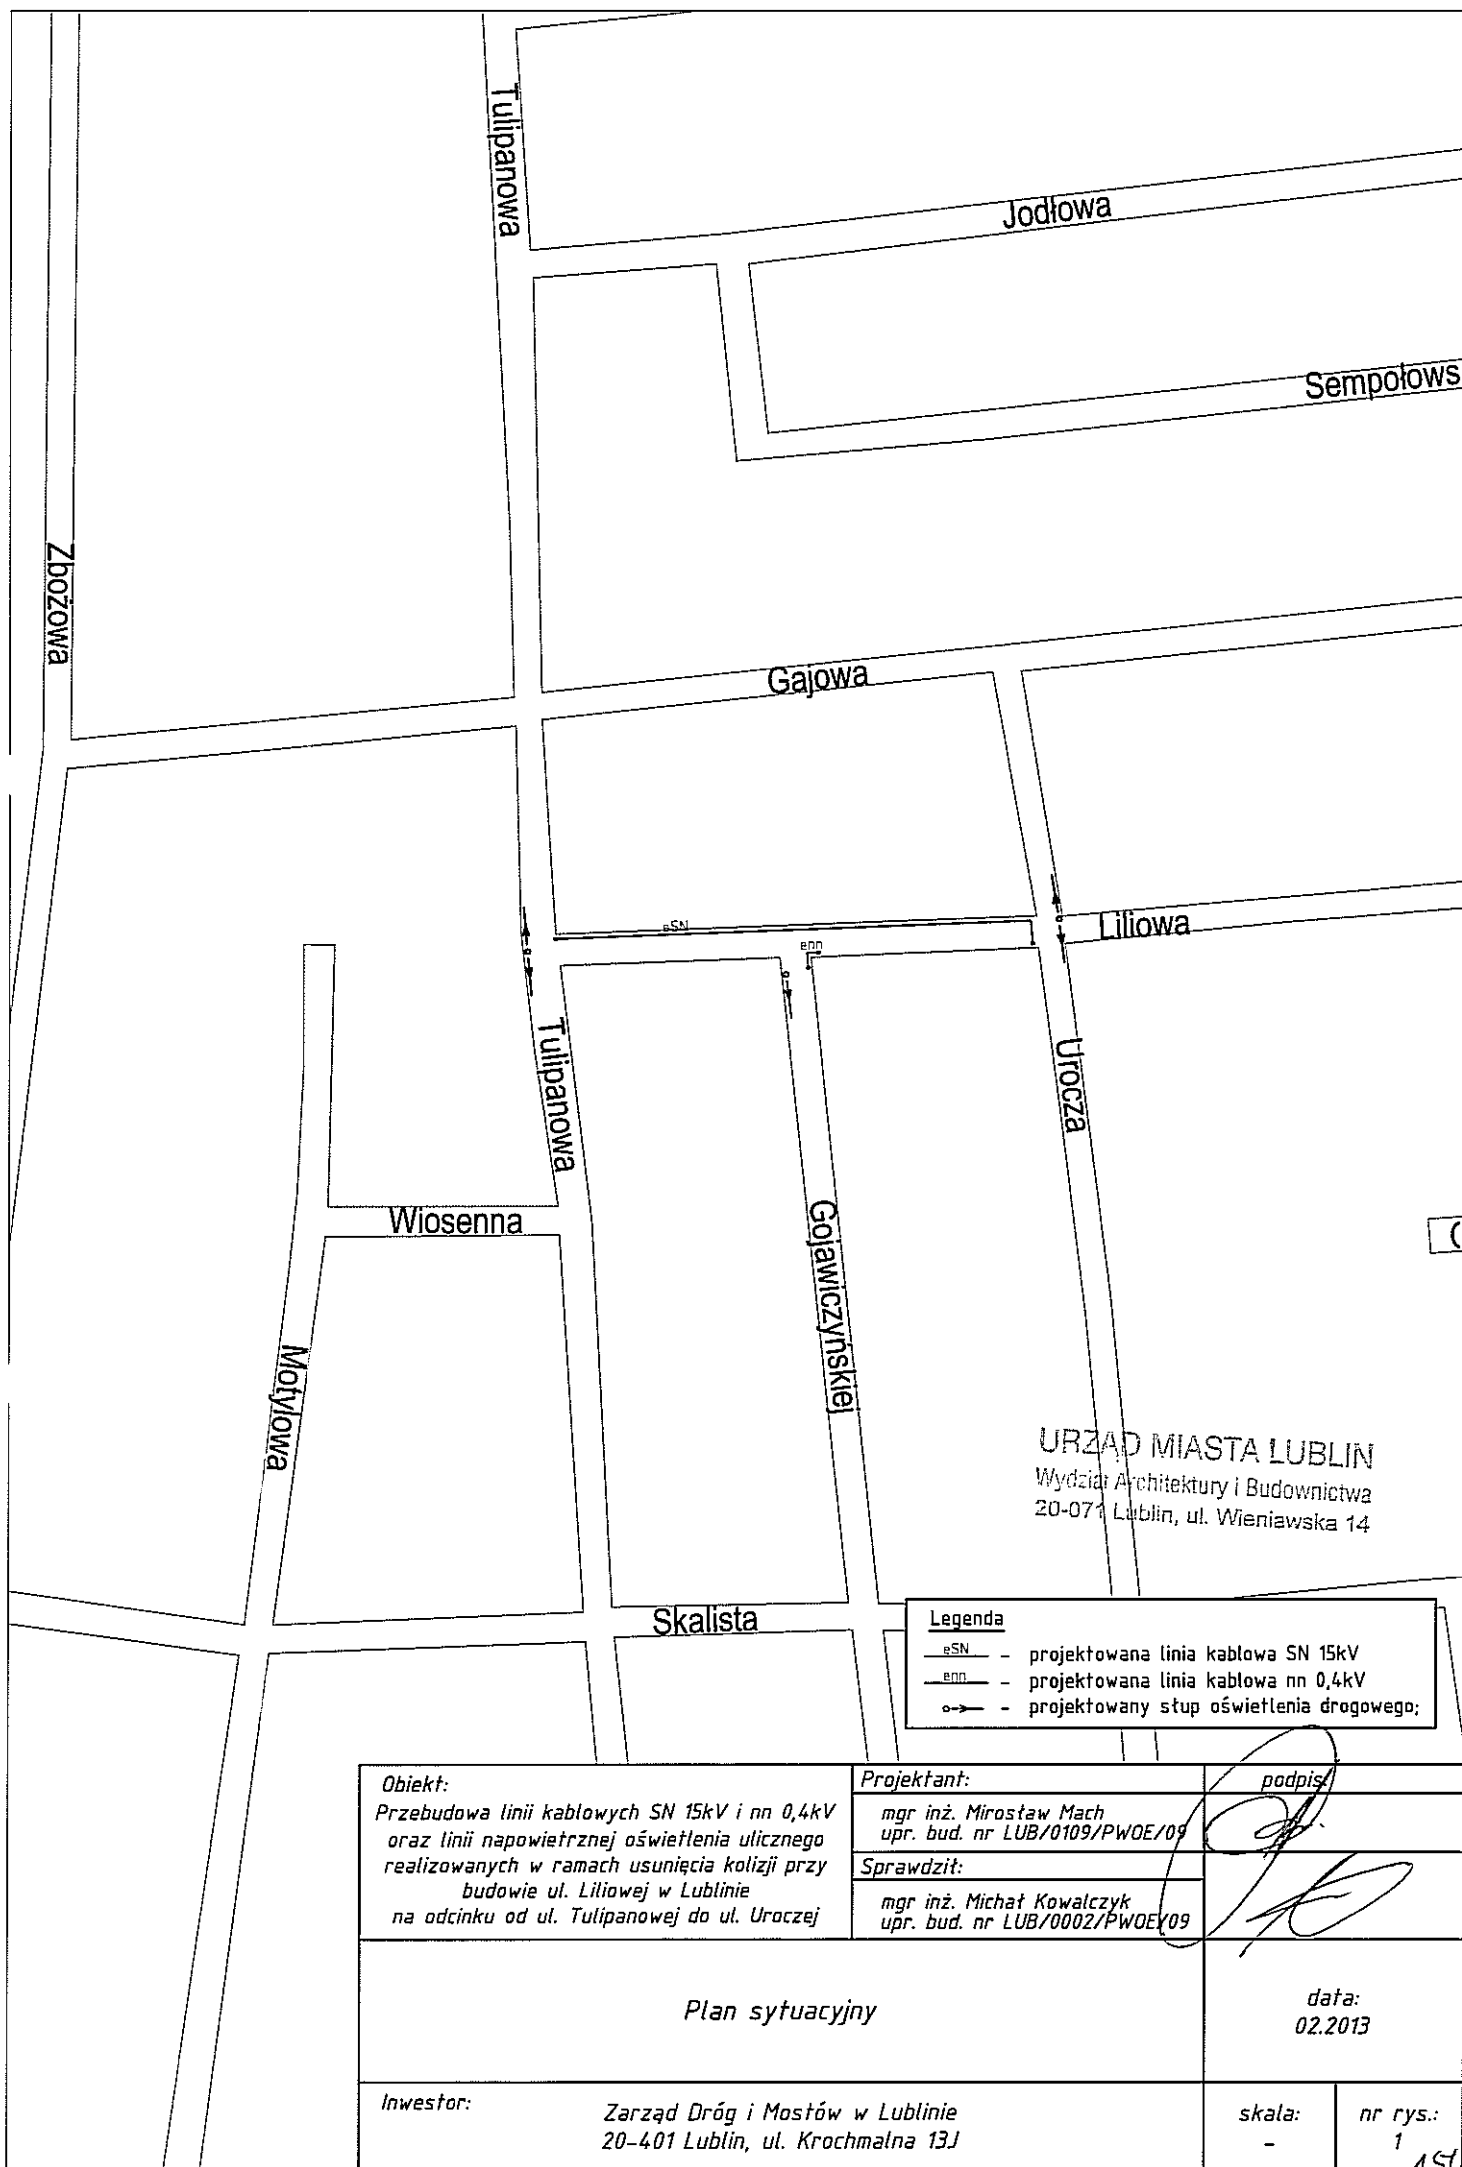 Tulipanowa
Jodłowa
Sempołows
Zbożowa
Gajowa
eSN
enn
Liliowa
Tulipanowa
Urocza
Wiosenna
Gojawiczyńskiej
Motylowa
URZĄD MIASTA LUBLIN
Wydział Architektury i Budownictwa
20-071 Lublin, ul. Wieniawska 14
Skalista
Legenda
eSN - projektowana linia kablowa SN 15kV
enn - projektowana linia kablowa nn 0,4kV
- projektowany słup oświetlenia drogowego;
Obiekt:
Przebudowa linii kablowych SN 15kV i nn 0,4kV
oraz linii napowietrznej oświetlenia ulicznego
realizowanych w ramach usunięcia kolizji przy
budowie ul. Liliowej w Lublinie
na odcinku od ul. Tulipanowej do ul. Uroczej
Projektant:
podpis:
mgr inż. Mirosław Mach
upr. bud. nr LUB/0109/PWOE/09
Sprawdził:
mgr inż. Michał Kowalczyk
upr. bud. nr LUB/0002/PWOE/09
Plan sytuacyjny
data:
02.2013
Inwestor:
Zarząd Dróg i Mostów w Lublinie
20-401 Lublin, ul. Krochmalna 13J
skala:
-
nr rys.:
1